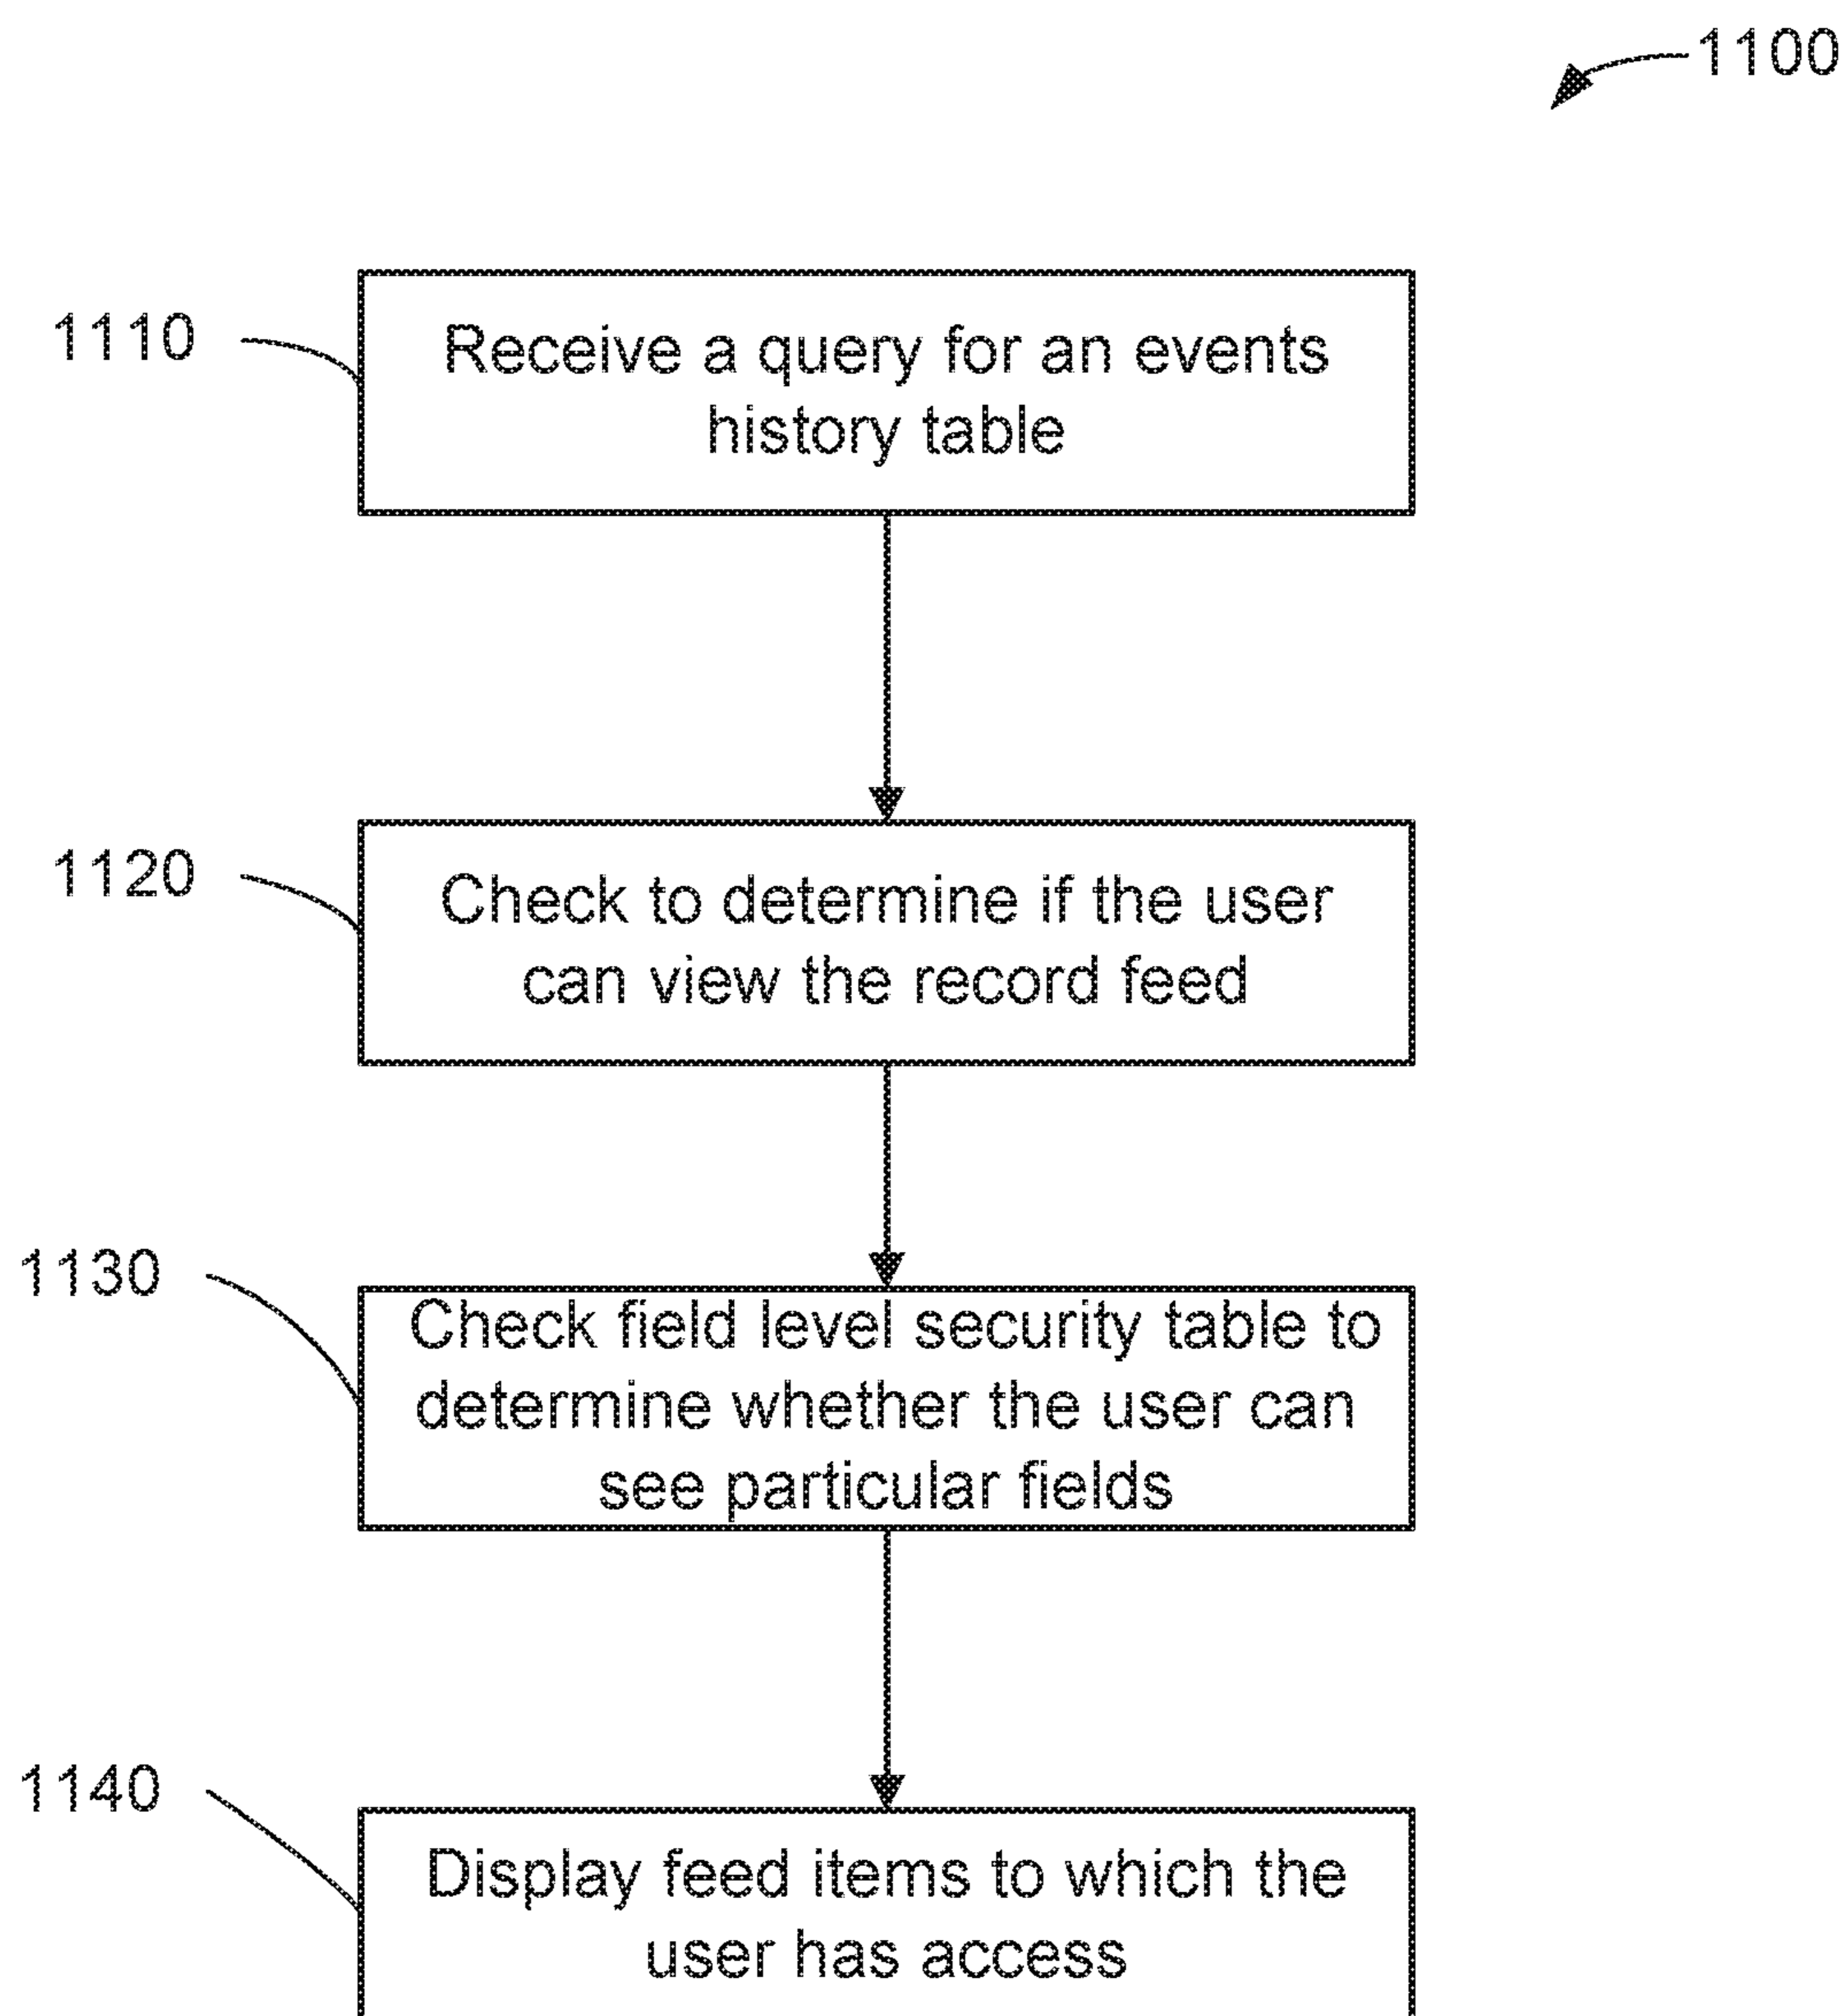 1100
1110
Receive a query for an events
history table
1120
Check to determine if the user
can view the record feed
1130
Check field level security table to
determine whether the user can
see particular fields
1140
Display feed items to which the
user has access